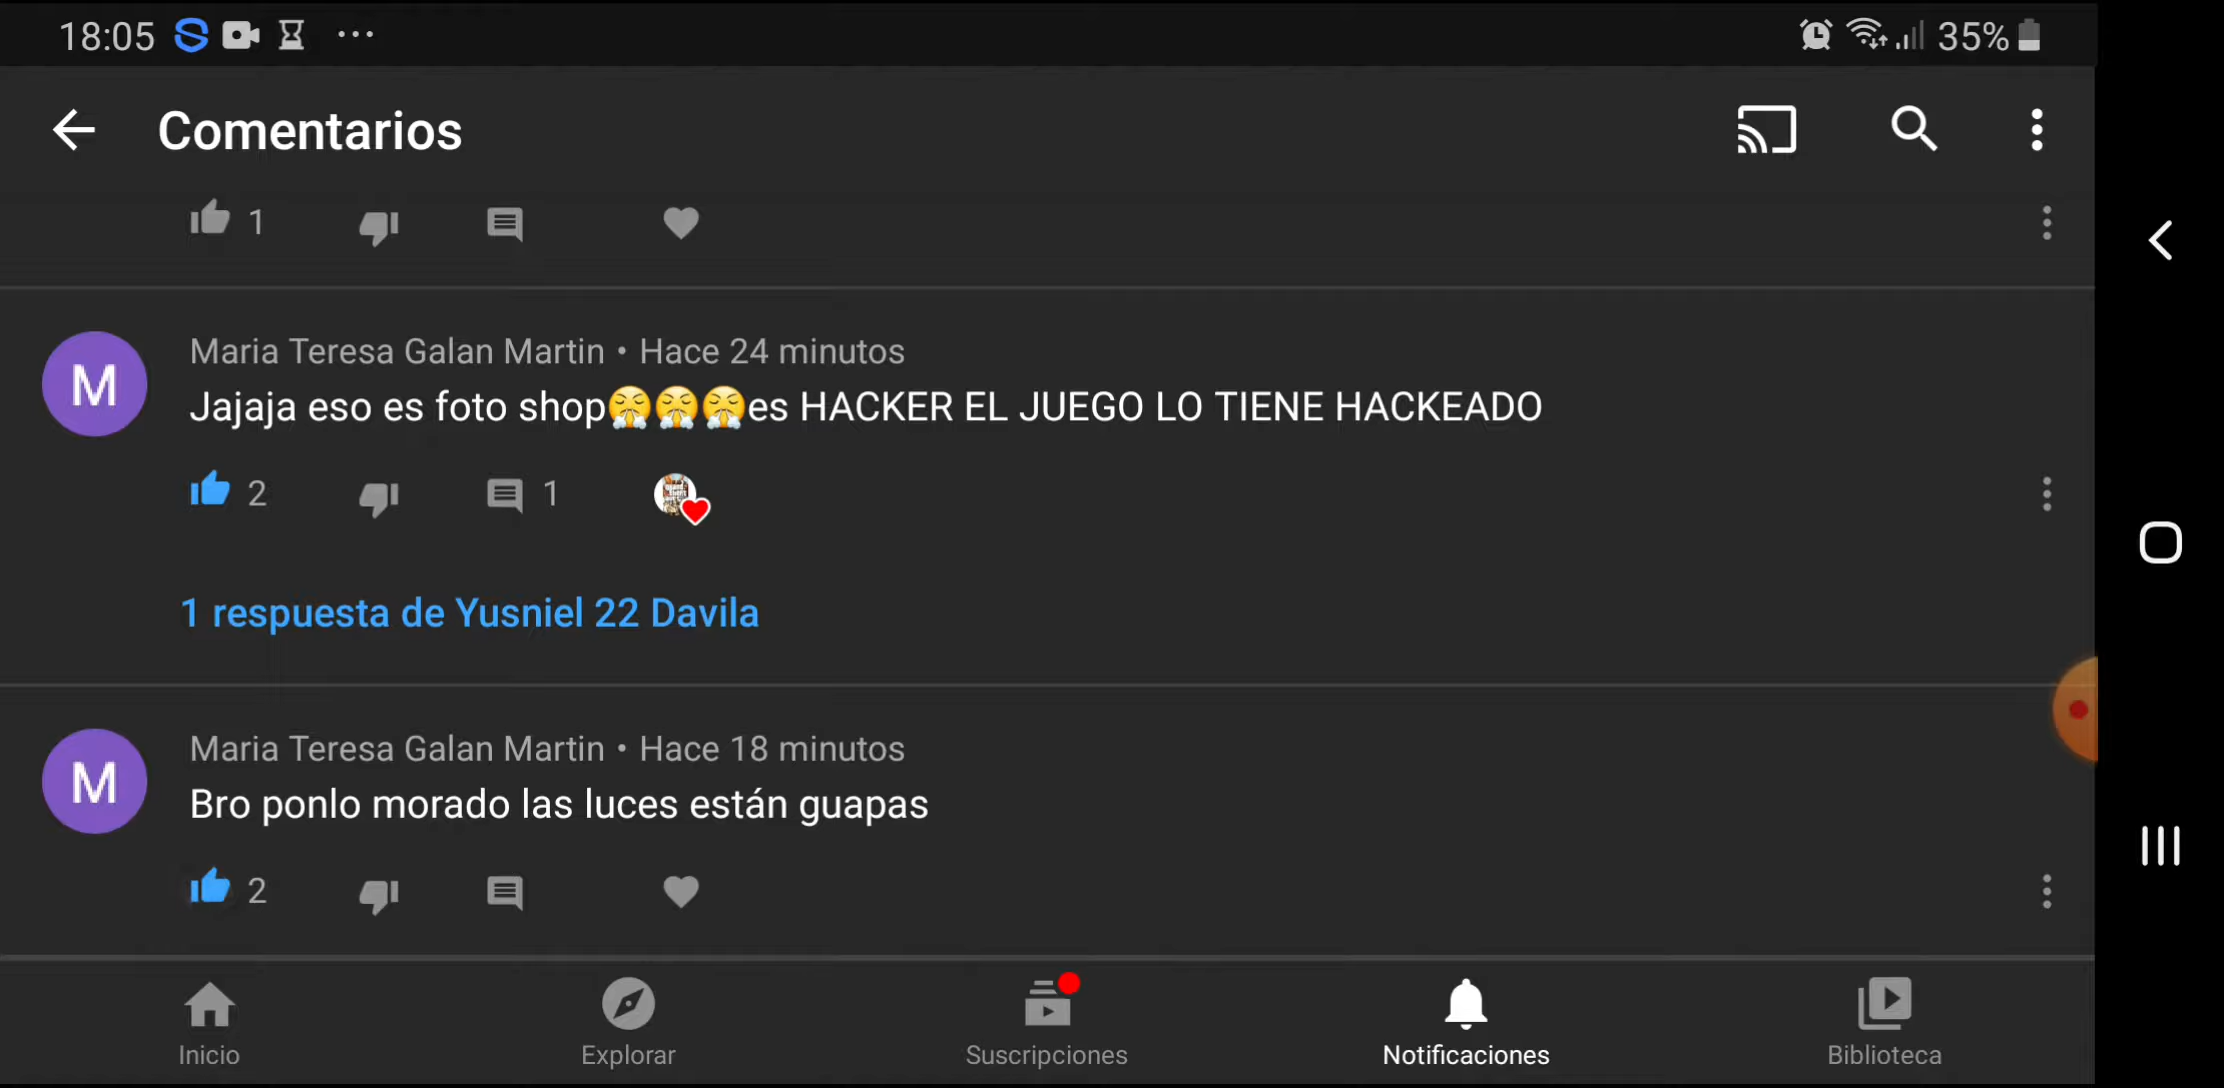 18:05
35%
Comentarios
1
Maria Teresa Galan Martin • Hace 24 minutos
Jajaja eso es foto shop😤😤😤es HACKER EL JUEGO LO TIENE HACKEADO
2
1
1 respuesta de Yusniel 22 Davila
M
Maria Teresa Galan Martin • Hace 18 minutos
Bro ponlo morado las luces están guapas
M
2
Inicio
Explorar
Suscripciones
Notificaciones
Biblioteca